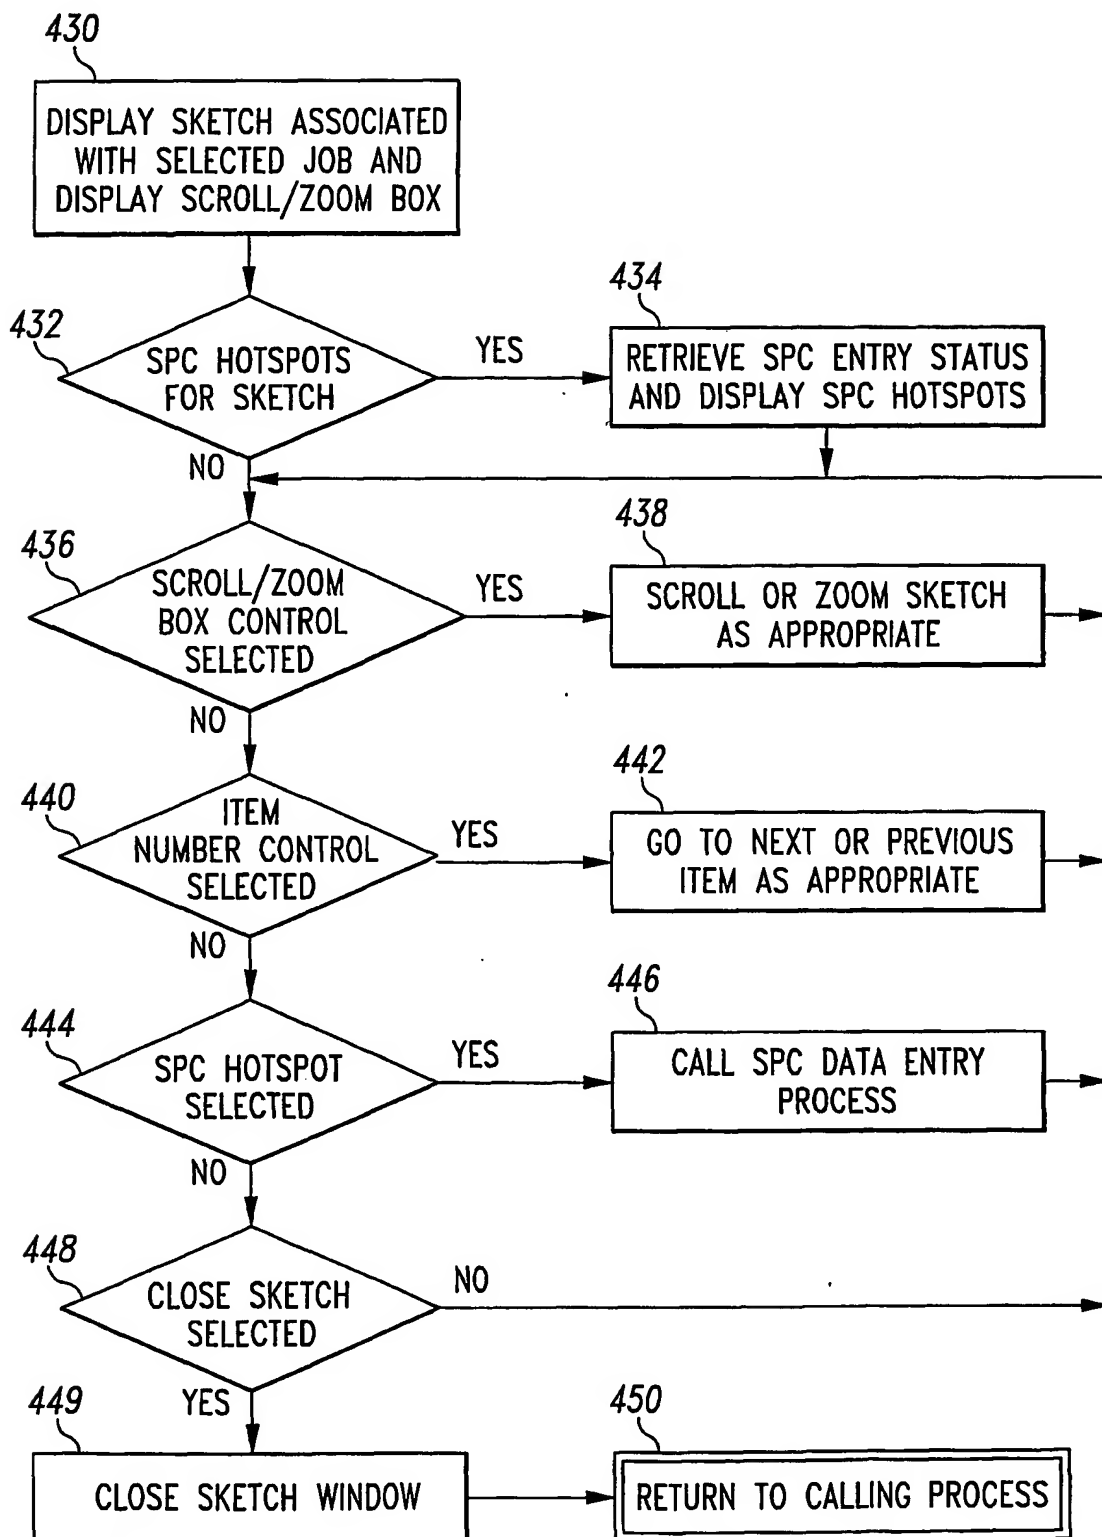 430
DISPLAY SKETCH ASSOCIATED
WITH SELECTED JOB AND
DISPLAY SCROLL/ZOOM BOX
432
SPC HOTSPOTS
FOR SKETCH
YES
NO
434
RETRIEVE SPC ENTRY STATUS
AND DISPLAY SPC HOTSPOTS
436
SCROLL/ZOOM
BOX CONTROL
SELECTED
YES
NO
438
SCROLL OR ZOOM SKETCH
AS APPROPRIATE
440
ITEM
NUMBER CONTROL
SELECTED
YES
NO
442
GO TO NEXT OR PREVIOUS
ITEM AS APPROPRIATE
444
SPC HOTSPOT
SELECTED
YES
NO
446
CALL SPC DATA ENTRY
PROCESS
448
CLOSE SKETCH
SELECTED
NO
YES
449
CLOSE SKETCH WINDOW
450
RETURN TO CALLING PROCESS